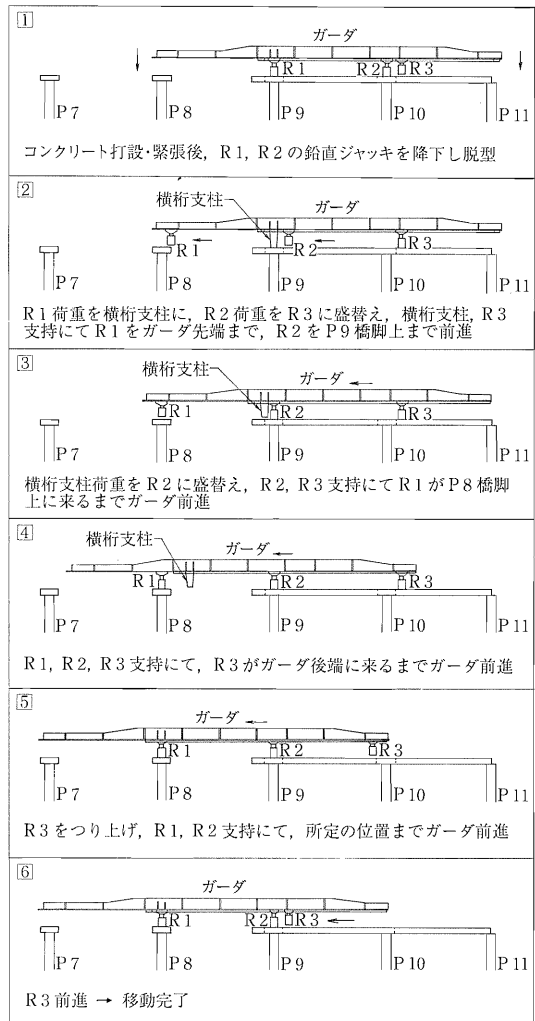 1
ガーダ
R1 R2 R3
P7 P8 P9 P10 P11
コンクリート打設・緊張後，R1，R2の鉛直ジャッキを降下し脱型
2
横桁支柱 ガーダ
R1 R2 R3
P7 P8 P9 P10 P11
R1荷重を横桁支柱に，R2荷重をR3に盛替え，横桁支柱，R3
支持にてR1をガーダ先端まで，R2をP9橋脚上まで前進
3
横桁支柱 ガーダ
R1 R2 R3
P7 P8 P9 P10 P11
横桁支柱荷重をR2に盛替え，R2，R3支持にてR1がP8橋脚
上に来るまでガーダ前進
4
横桁支柱 ガーダ
R1 R2 R3
P7 P8 P9 P10 P11
R1，R2，R3支持にて，R3がガーダ後端に来るまでガーダ前進
5
ガーダ
R1 R2 R3
P7 P8 P9 P10 P11
R3をつり上げ，R1，R2支持にて，所定の位置までガーダ前進
6
ガーダ
R1 R2 R3
P7 P8 P9 P10 P11
R3前進 → 移動完了